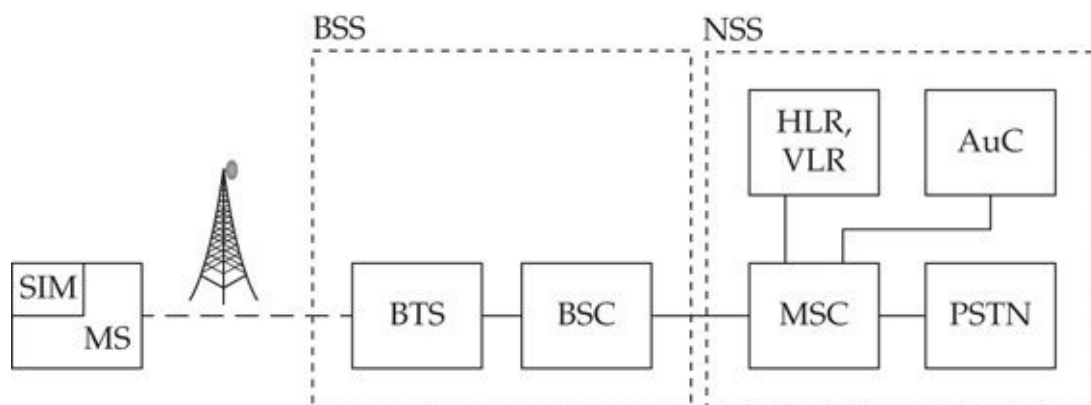 BSS
NSS
HLR,
VLR
AuC
SIM
MS
BTS
BSC
MSC
PSTN